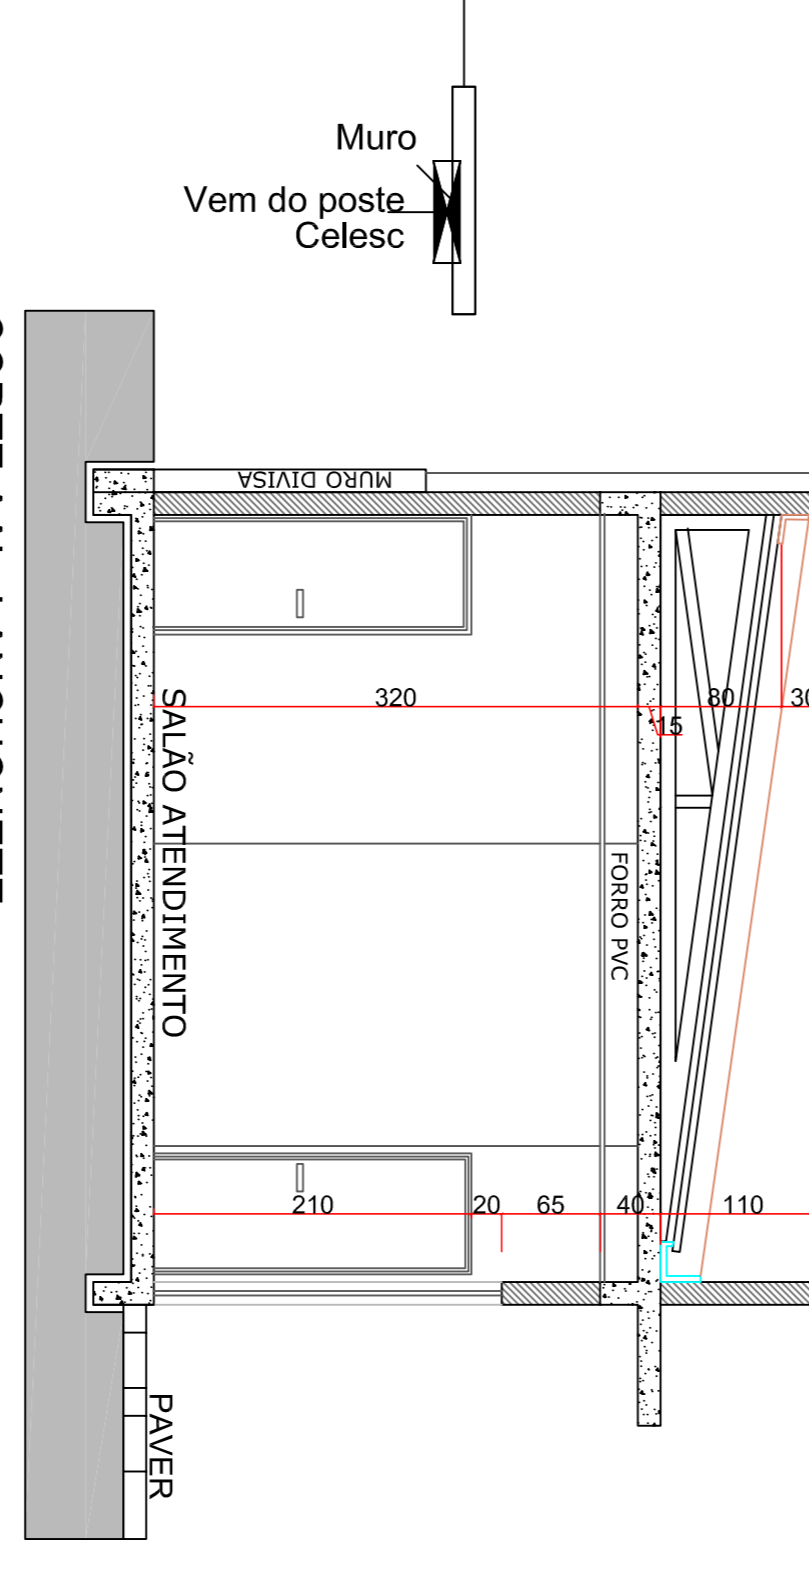 Muro
Vem do poste
Celesc
MURO DIVISA
320
80
15
SALÃO ATENDIMENTO
FORRO PVC
210
20
65
40
110
PAVER